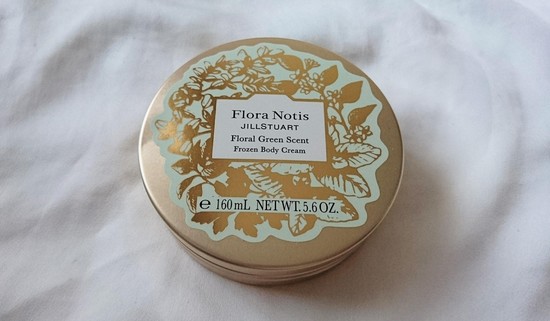 Flora Notis
JILLSTUART
Floral Green Scent
Frozen Body Cream
℮ 160mL NET WT. 5.6 OZ.